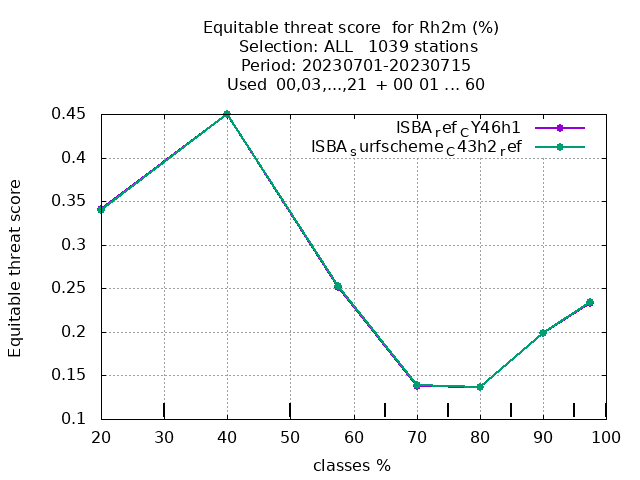 Equitable threat score  for Rh2m (%)
Selection: ALL   1039 stations
Period: 20230701-20230715
Used  00,03,...,21  + 00 01 ... 60
ISBA_ref_CY46h1
ISBA_surfscheme_C43h2_ref
Equitable threat score
0.45
0.4
0.35
0.3
0.25
0.2
0.15
0.1
20 30 40 50 60 70 80 90 100
classes %